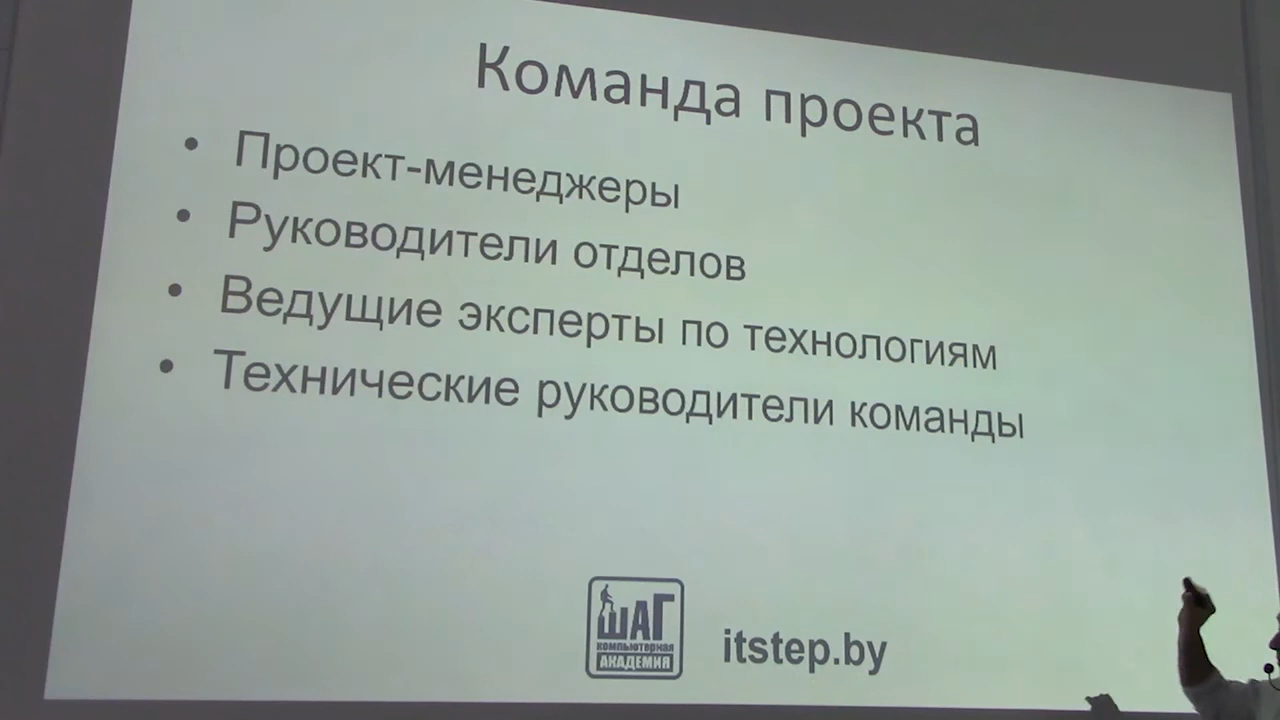 Команда проекта
• Проект-менеджеры
• Руководители отделов
• Ведущие эксперты по технологиям
• Технические руководители команды
ШАГ
компьютерная
АКАДЕМИЯ
itstep.by